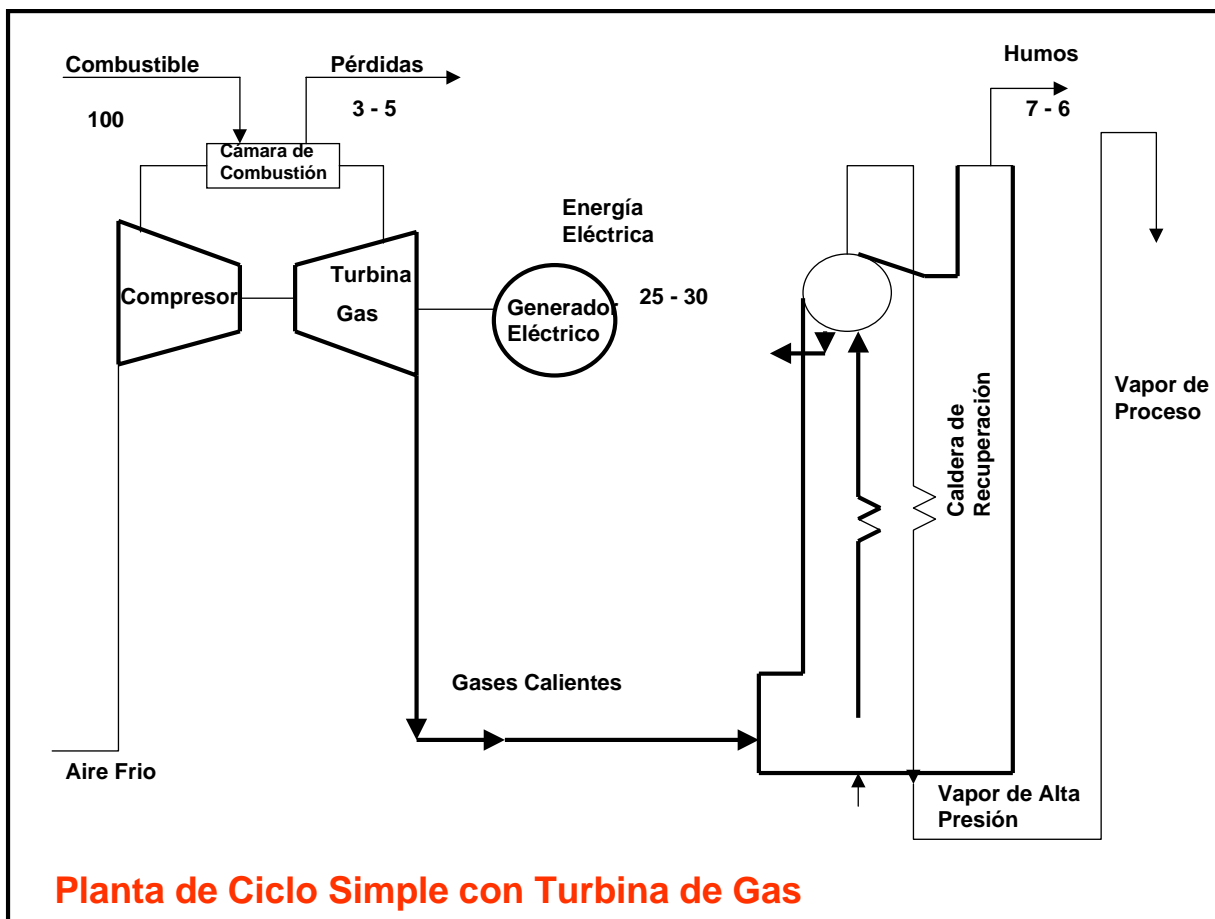 Combustible
Pérdidas
Humos
100
3 - 5
7 - 6
Cámara de
Combustión
Energía
Eléctrica
25 - 30
Compresor
Turbina
Gas
Generador
Eléctrico
Caldera de
Recuperación
Vapor de
Proceso
Gases Calientes
Aire Frio
Vapor de Alta
Presión
Planta de Ciclo Simple con Turbina de Gas